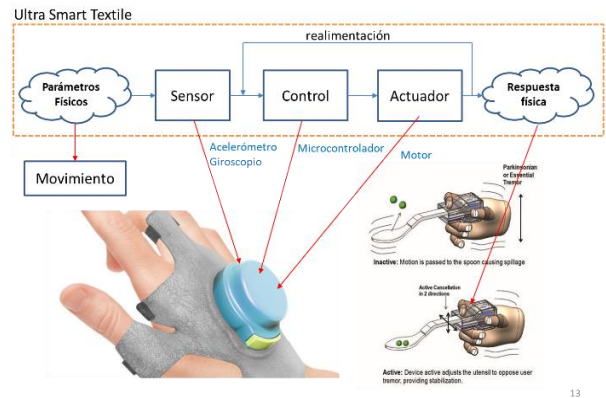 Ultra Smart Textile
realimentación
Parámetros
Físicos
Sensor
Control
Actuador
Respuesta
física
Acelerómetro
Giroscopio
Microcontrolador
Motor
Movimiento
Parkinsonian
or Essential
Tremor
Inactive: Motion is passed to the spoon causing spillage
Active Cancellation
in 2 directions
Active: Device active adjusts the utensil to oppose user
tremor, providing stabilization.
13